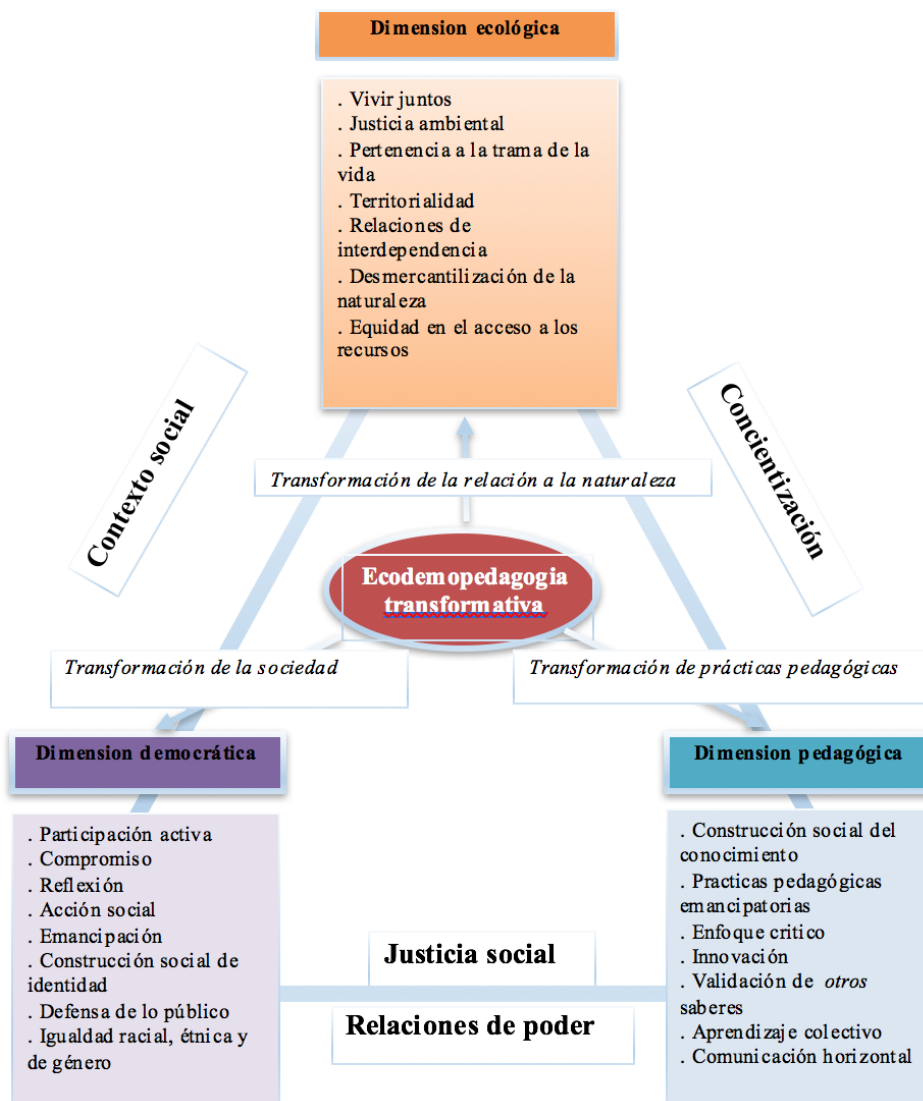 Dimension ecológica
. Vivir juntos
. Justicia ambiental
. Pertenencia a la trama de la
vida
. Territorialidad
. Relaciones de
interdependencia
. Desmercantilización de la
naturaleza
. Equidad en el acceso a los
recursos
Contexto social
Concientización
Transformación de la relación a la naturaleza
Ecodemopedagogia
transformativa
Transformación de la sociedad
Transformación de prácticas pedagógicas
Dimension democrática
. Participación activa
. Compromiso
. Reflexión
. Acción social
. Emancipación
. Construcción social de
identidad
. Defensa de lo público
. Igualdad racial, étnica y
de género
Dimension pedagógica
. Construcción social del
conocimiento
. Practicas pedagógicas
emancipatorias
. Enfoque critico
. Innovación
. Validación de otros
saberes
. Aprendizaje colectivo
. Comunicación horizontal
Justicia social
Relaciones de poder